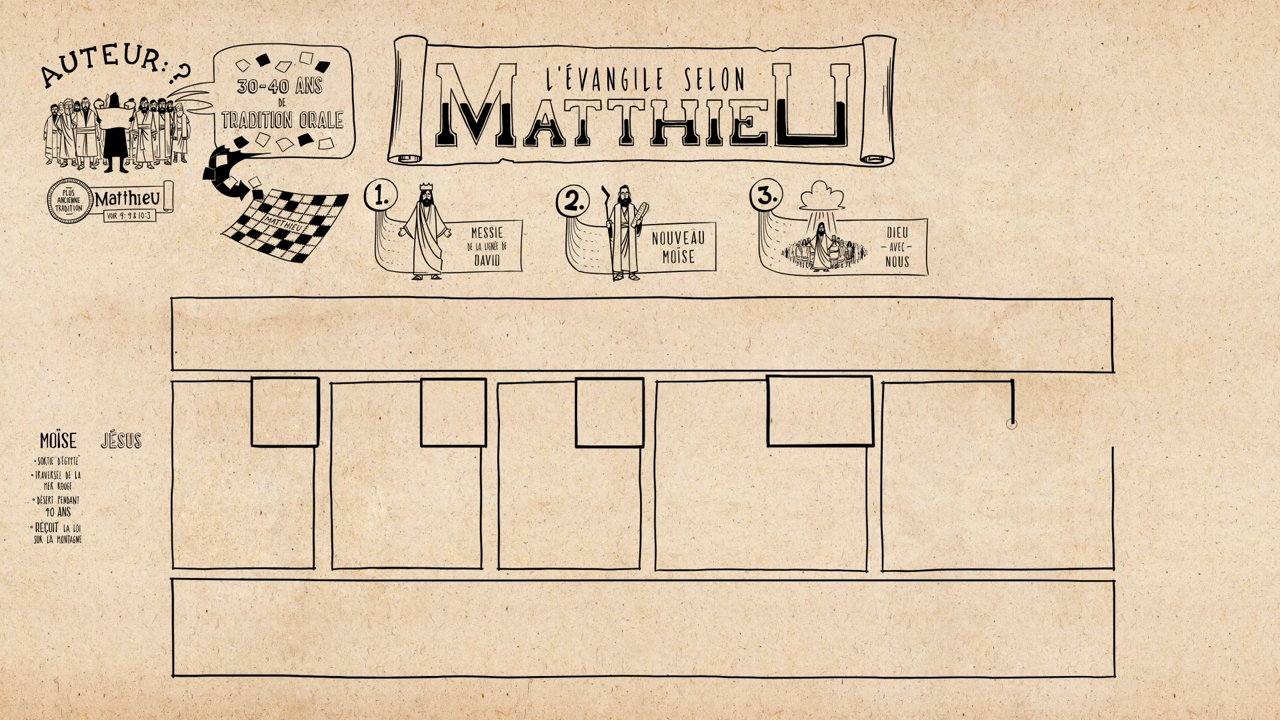 AUTEUR: ?
30-40 ANS
DE
TRADITION ORALE
PLUS
ANCIENNE
TRADITION
Matthieu
VOIR 9: 9 & 10:3
MATTHIEU
L'ÉVANGILE SELON
MATTHIEU
1.
MESSIE
DE LA LIGNÉE DE
DAVID
2.
NOUVEAU
MOÏSE
3.
DIEU
- AVEC -
NOUS
MOÏSE
• SORTIE D'ÉGYPTE
• TRAVERSÉE DE LA
MER ROUGE
• DÉSERT PENDANT
40 ANS
• REÇOIT LA LOI
SUR LA MONTAGNE
JÉSUS